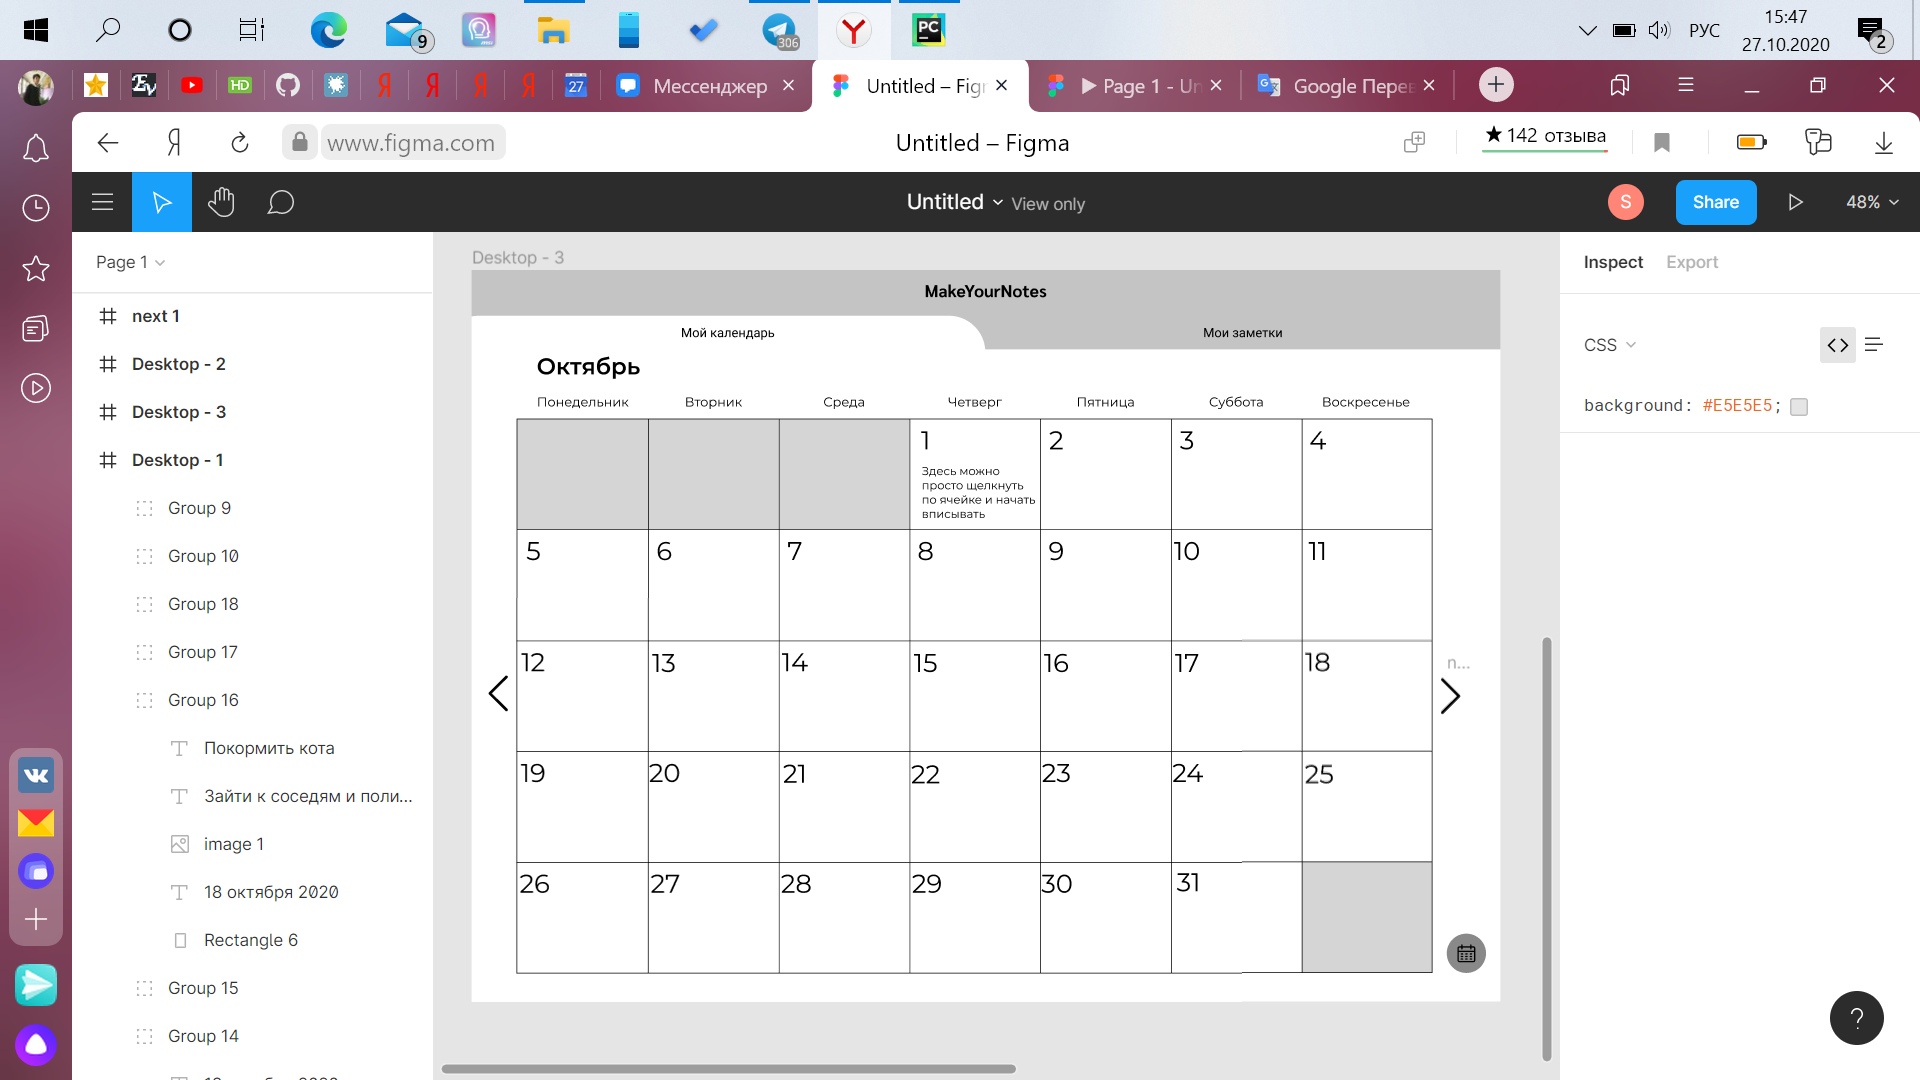 9
306
PC
РУС
15:47
27.10.2020
2
HD
27
Мессенджер
Untitled – Fig
Page 1 - Un
Google Перев
www.figma.com
Untitled – Figma
★ 142 отзыва
Untitled
View only
S
Share
48%
Page 1
next 1
Desktop - 2
Desktop - 3
Desktop - 1
Group 9
Group 10
Group 18
Group 17
Group 16
Покормить кота
Зайти к соседям и поли...
image 1
18 октября 2020
Rectangle 6
Group 15
Group 14
Desktop - 3
MakeYourNotes
Мой календарь
Мои заметки
Октябрь
Понедельник Вторник Среда Четверг Пятница Суббота Воскресенье
1 2 3 4
Здесь можно
просто щелкнуть
по ячейке и начать
вписывать
5 6 7 8 9 10 11
12 13 14 15 16 17 18
n...
19 20 21 22 23 24 25
26 27 28 29 30 31
Inspect
Export
CSS
background: #E5E5E5;
?